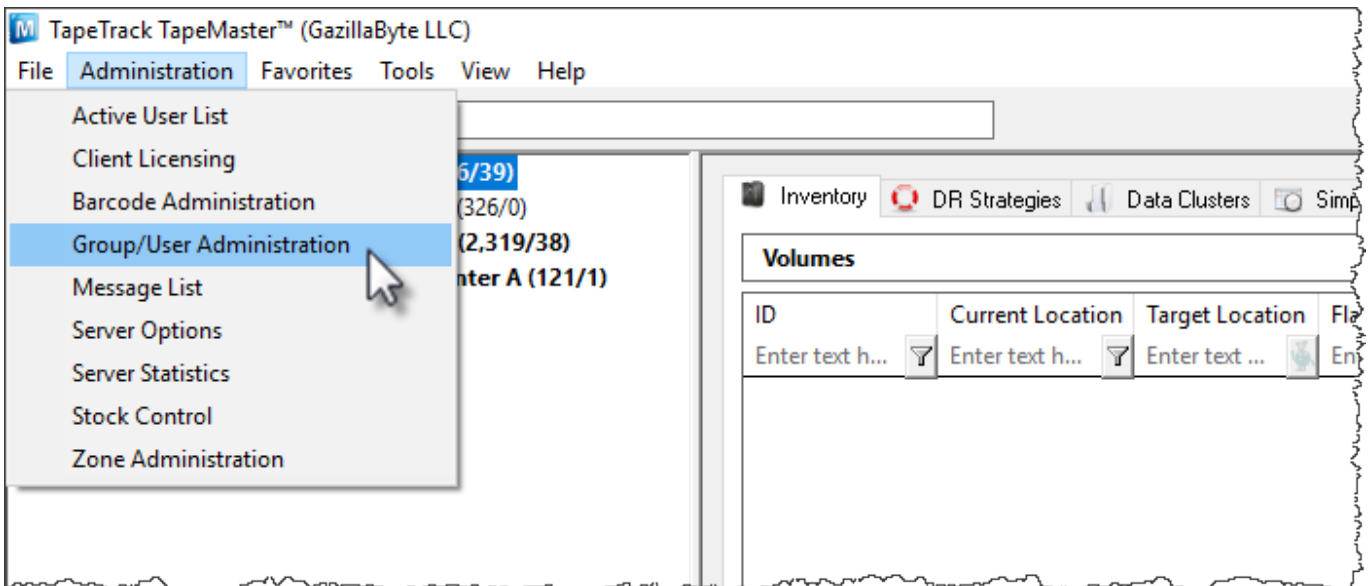 TapeTrack TapeMaster™ (GazillaByte LLC)
File Administration Favorites Tools View Help
Active User List
Client Licensing
Barcode Administration
Group/User Administration
Message List
Server Options
Server Statistics
Stock Control
Zone Administration
6/39)
(326/0)
(2,319/38)
nter A (121/1)
Inventory DR Strategies Data Clusters Simp
Volumes
ID Current Location Target Location Fla
Enter text h... Enter text h... Enter text ... En